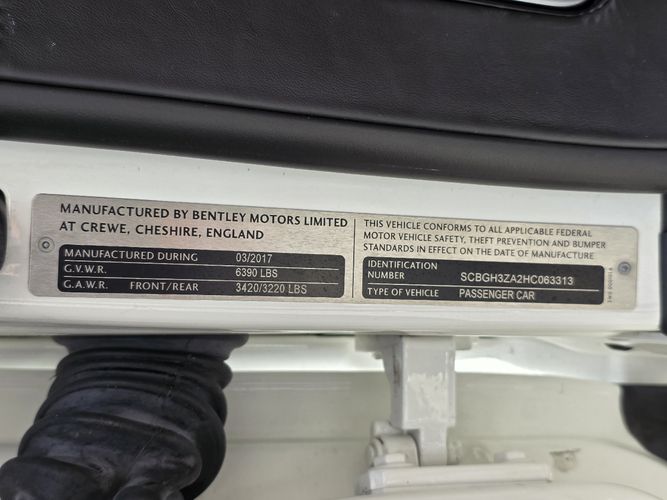 MANUFACTURED BY BENTLEY MOTORS LIMITED
AT CREWE, CHESHIRE, ENGLAND
MANUFACTURED DURING 03/2017
G.V.W.R. 6390 LBS
G.A.W.R. FRONT/REAR 3420/3220 LBS
THIS VEHICLE CONFORMS TO ALL APPLICABLE FEDERAL
MOTOR VEHICLE SAFETY, THEFT PREVENTION AND BUMPER
STANDARDS IN EFFECT ON THE DATE OF MANUFACTURE
IDENTIFICATION
NUMBER SCBGH3ZA2HC063313
TYPE OF VEHICLE PASSENGER CAR